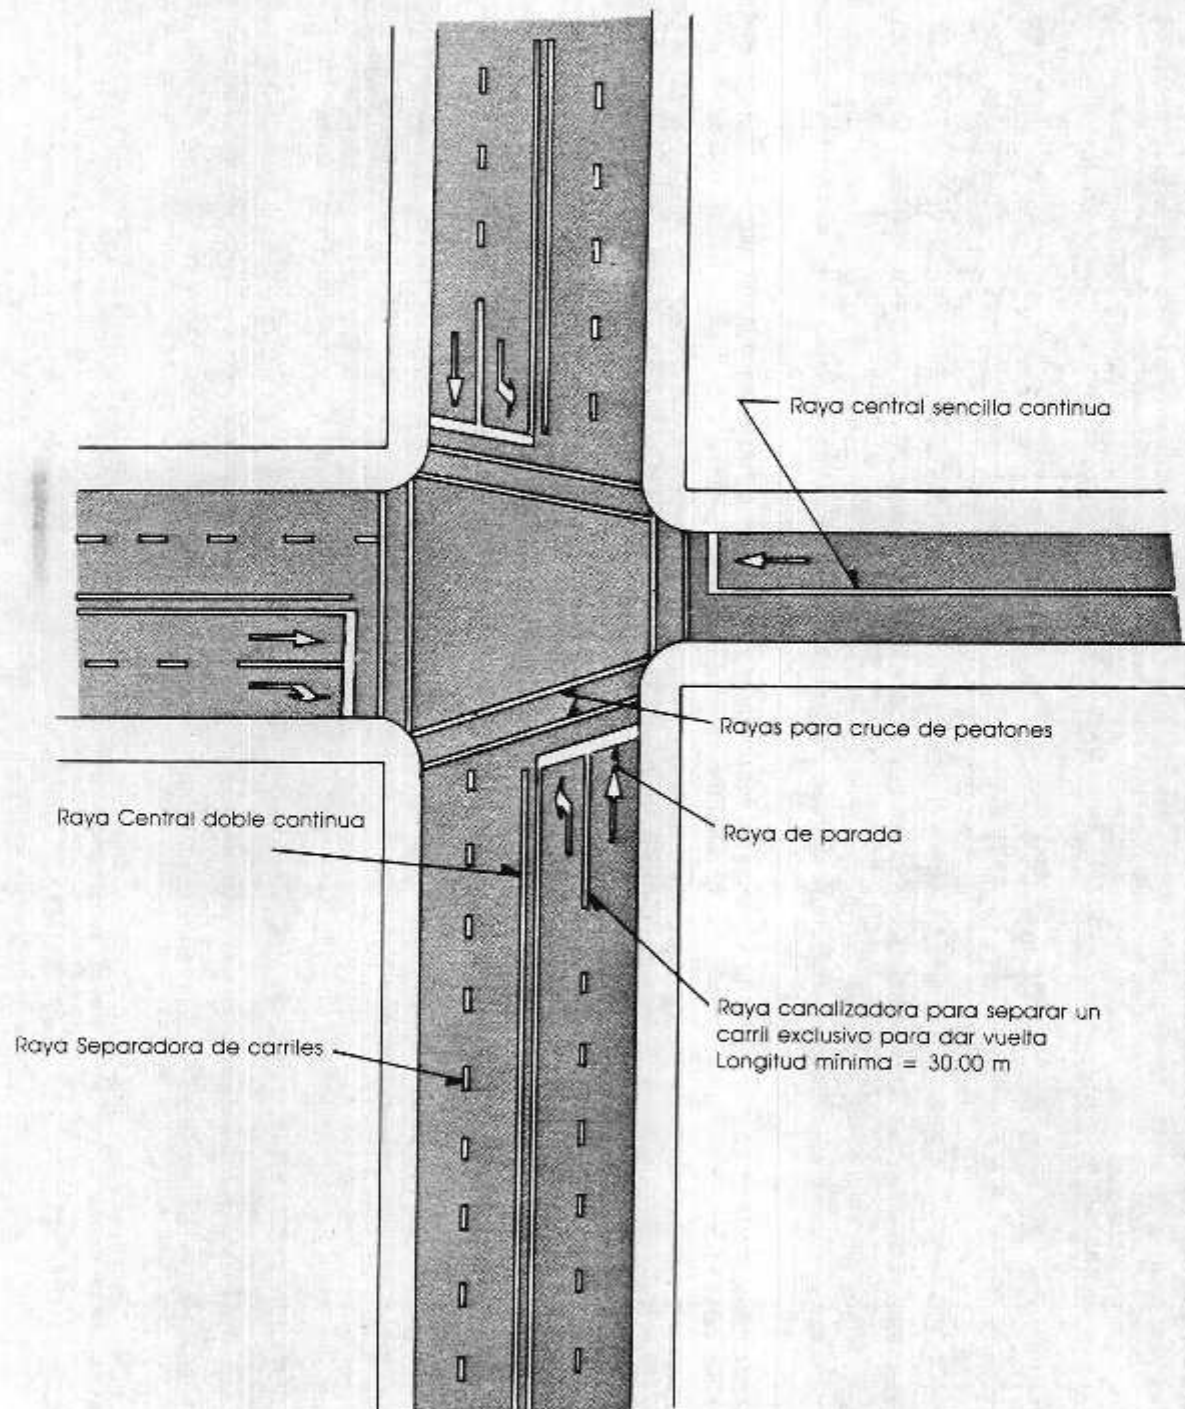 Raya central sencilla continua
Rayas para cruce de peatones
Raya Central doble continua
Raya de parada
Raya canalizadora para separar un
carril exclusivo para dar vuelta
Longitud mínima = 30.00 m
Raya Separadora de carriles